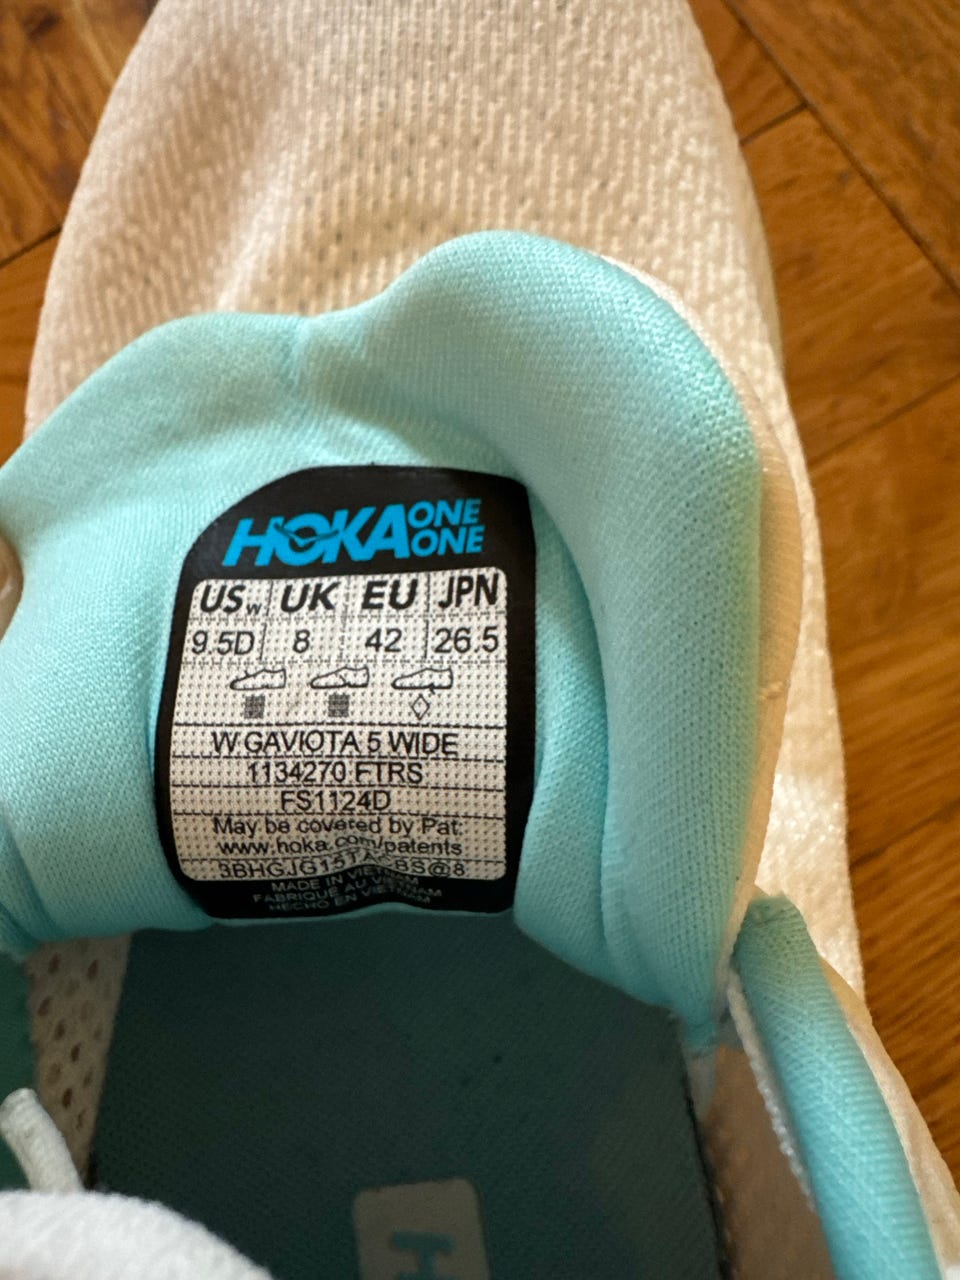 HOKA ONE ONE
US W UK EU JPN
9.5D 8 42 26.5
W GAVIOTA 5 WIDE
1134270 FTRS
FS1124D
May be covered by Pat:
www.hoka.com/patents
MADE IN VIETNAM
FABRIQUE AU VIETNAM
HECHO EN VIETNAM
H